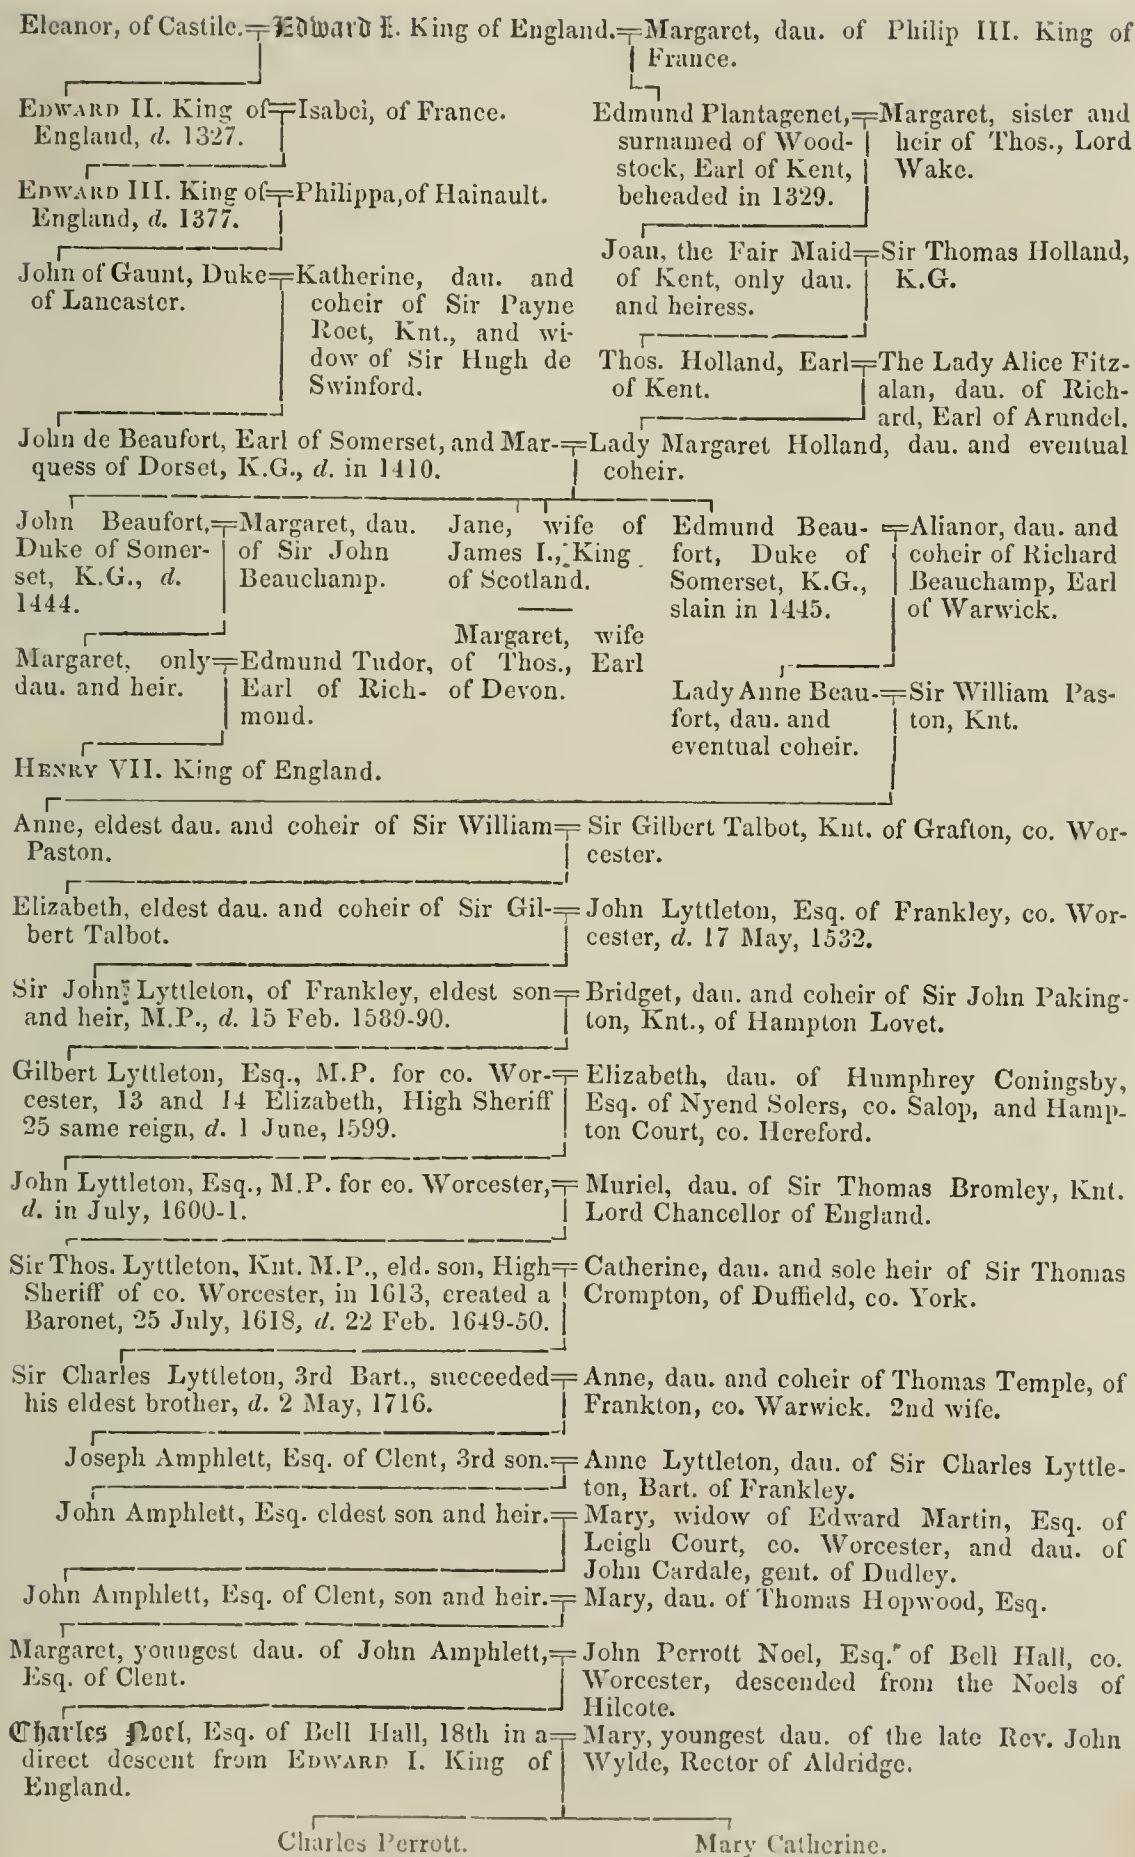 Eleanor, of Castile. Edward I. King of England. Margaret, dau. of Philip III. King of
France.
EDWARD II. King of
England, d. 1327.
Isabel, of France.
Edmund Plantagenet,
surnamed of Wood-
stock, Earl of Kent,
beheaded in 1329.
Margaret, sister and
heir of Thos., Lord
Wake.
EDWARD III. King of
England, d. 1377.
Philippa, of Hainault.
John of Gaunt, Duke
of Lancaster.
Katherine, dau. and
coheir of Sir Payne
Roet, Knt., and wi-
dow of Sir Hugh de
Swinford.
Joan, the Fair Maid
of Kent, only dau.
and heiress.
Sir Thomas Holland,
K.G.
Thos. Holland, Earl
of Kent.
The Lady Alice Fitz-
alan, dau. of Rich-
ard, Earl of Arundel.
John de Beaufort, Earl of Somerset, and Mar-
quess of Dorset, K.G., d. in 1410.
Lady Margaret Holland, dau. and eventual
coheir.
John Beaufort,
Duke of Somer-
set, K.G., d.
1444.
Margaret, dau.
of Sir John
Beauchamp.
Jane, wife of
James I., King
of Scotland.
Margaret, wife
of Thos., Earl
of Devon.
Edmund Beau-
fort, Duke of
Somerset, K.G.,
slain in 1445.
Alianor, dau. and
coheir of Richard
Beauchamp, Earl
of Warwick.
Margaret, only
dau. and heir.
Edmund Tudor,
Earl of Rich-
mond.
Lady Anne Beau-
fort, dau. and
eventual coheir.
Sir William Pas-
ton, Knt.
HENRY VII. King of England.
Anne, eldest dau. and coheir of Sir William
Paston.
Sir Gilbert Talbot, Knt. of Grafton, co. Wor-
cester.
Elizabeth, eldest dau. and coheir of Sir Gil-
bert Talbot.
John Lyttleton, Esq. of Frankley, co. Wor-
cester, d. 17 May, 1532.
Sir John Lyttleton, of Frankley, eldest son
and heir, M.P., d. 15 Feb. 1589-90.
Bridget, dau. and coheir of Sir John Paking-
ton, Knt., of Hampton Lovet.
Gilbert Lyttleton, Esq., M.P. for co. Wor-
cester, 13 and 14 Elizabeth, High Sheriff
25 same reign, d. 1 June, 1599.
Elizabeth, dau. of Humphrey Coningsby,
Esq. of Nyend Solers, co. Salop, and Hamp-
ton Court, co. Hereford.
John Lyttleton, Esq., M.P. for co. Worcester,
d. in July, 1600-1.
Muriel, dau. of Sir Thomas Bromley, Knt.
Lord Chancellor of England.
Sir Thos. Lyttleton, Knt. M.P., eld. son, High
Sheriff of co. Worcester, in 1613, created a
Baronet, 25 July, 1618, d. 22 Feb. 1649-50.
Catherine, dau. and sole heir of Sir Thomas
Crompton, of Duffield, co. York.
Sir Charles Lyttleton, 3rd Bart., succeeded
his eldest brother, d. 2 May, 1716.
Anne, dau. and coheir of Thomas Temple, of
Frankton, co. Warwick. 2nd wife.
Joseph Amphlett, Esq. of Clent, 3rd son.
Anne Lyttleton, dau. of Sir Charles Lyttle-
ton, Bart. of Frankley.
John Amphlett, Esq. eldest son and heir.
Mary, widow of Edward Martin, Esq. of
Leigh Court, co. Worcester, and dau. of
John Cardale, gent. of Dudley.
John Amphlett, Esq. of Clent, son and heir.
Mary, dau. of Thomas Hopwood, Esq.
Margaret, youngest dau. of John Amphlett,
Esq. of Clent.
John Perrott Noel, Esq. of Bell Hall, co.
Worcester, descended from the Noels of
Hilcote.
Charles Noel, Esq. of Bell Hall, 18th in a
direct descent from EDWARD I. King of
England.
Mary, youngest dau. of the late Rev. John
Wylde, Rector of Aldridge.
Charles Perrott.
Mary Catherine.